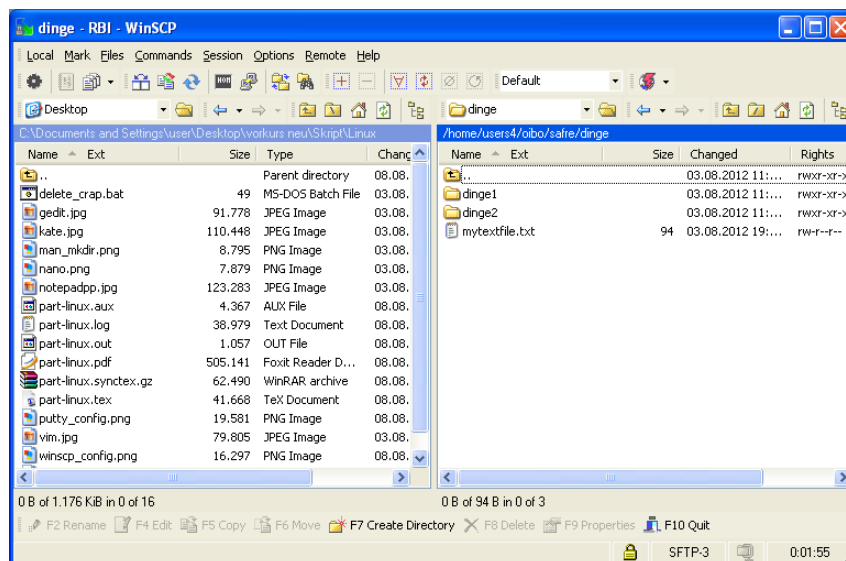 dinge - RBI - WinSCP
Local Mark Files Commands Session Options Remote Help
Default
Desktop
dinge
C:\Documents and Settings\user\Desktop\vorkurs neu\Skript\Linux
/home/users4/oibo/safre/dinge
Name Ext Size Type Chang
Name Ext Size Changed Rights
.. Parent directory 08.08.
delete_crap.bat 49 MS-DOS Batch File 03.08.
gedit.jpg 91.778 JPEG Image 03.08.
kate.jpg 110.448 JPEG Image 03.08.
man_mkdir.png 8.795 PNG Image 03.08.
nano.png 7.879 PNG Image 03.08.
notepadpp.jpg 123.283 JPEG Image 03.08.
part-linux.aux 4.367 AUX File 08.08.
part-linux.log 38.979 Text Document 08.08.
part-linux.out 1.057 OUT File 08.08.
part-linux.pdf 505.141 Foxit Reader D... 08.08.
part-linux.synctex.gz 62.490 WinRAR archive 08.08.
part-linux.tex 41.668 TeX Document 08.08.
putty_config.png 19.581 PNG Image 08.08.
vim.jpg 79.805 JPEG Image 03.08.
winscp_config.png 16.297 PNG Image 08.08.
.. 03.08.2012 11:... rwxr-xr-x
dinge1 03.08.2012 11:... rwxr-xr-x
dinge2 03.08.2012 11:... rwxr-xr-x
mytextfile.txt 94 03.08.2012 19:... rw-r--r--
0 B of 1.176 KiB in 0 of 16
0 B of 94 B in 0 of 3
F2 Rename F4 Edit F5 Copy F6 Move F7 Create Directory F8 Delete F9 Properties F10 Quit
SFTP-3 0:01:55